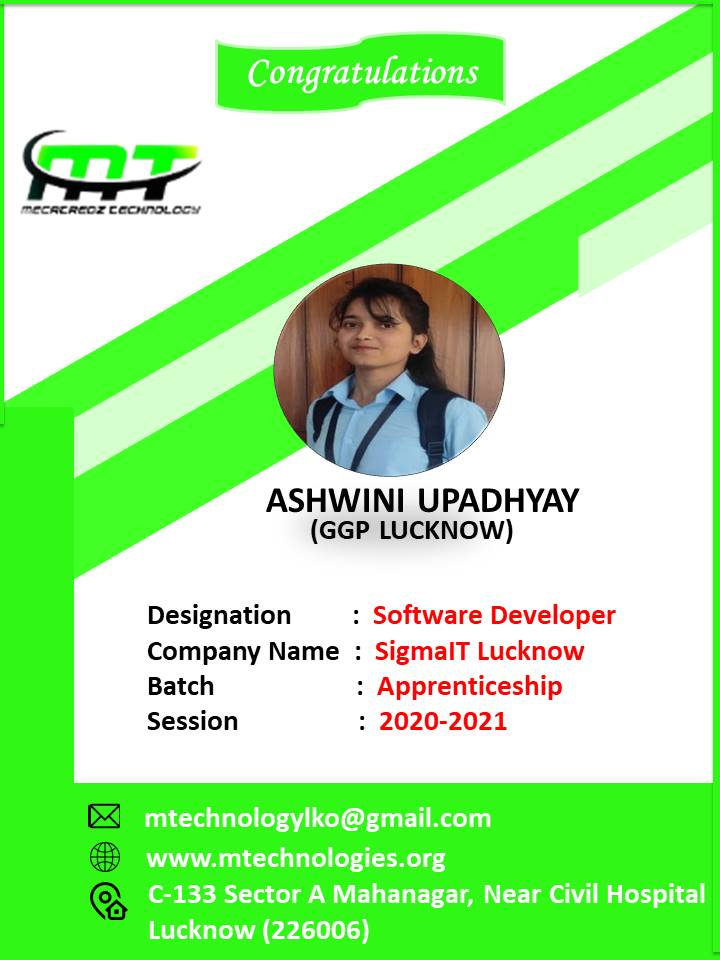 Congratulations
MT
MECATREDZ TECHNOLOGY
ASHWINI UPADHYAY
(GGP LUCKNOW)
Designation : Software Developer
Company Name : SigmaIT Lucknow
Batch : Apprenticeship
Session : 2020-2021
mtechnologylko@gmail.com
www.mtechnologies.org
C-133 Sector A Mahanagar, Near Civil Hospital
Lucknow (226006)